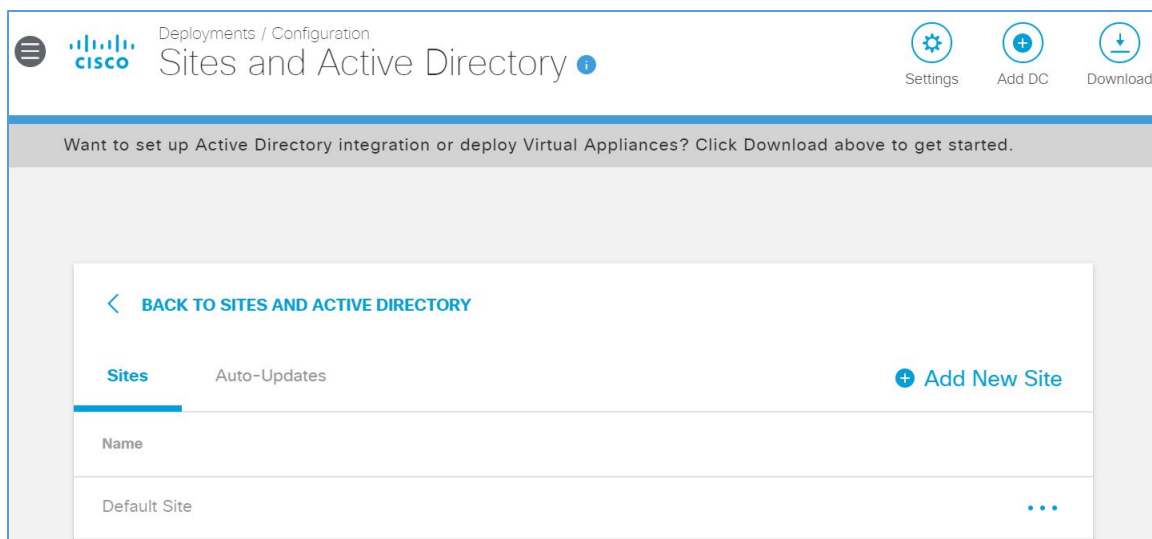 Deployments / Configuration
CISCO
Sites and Active Directory
Settings
Add DC
Download
Want to set up Active Directory integration or deploy Virtual Appliances? Click Download above to get started.
BACK TO SITES AND ACTIVE DIRECTORY
Sites
Auto-Updates
Add New Site
Name
Default Site